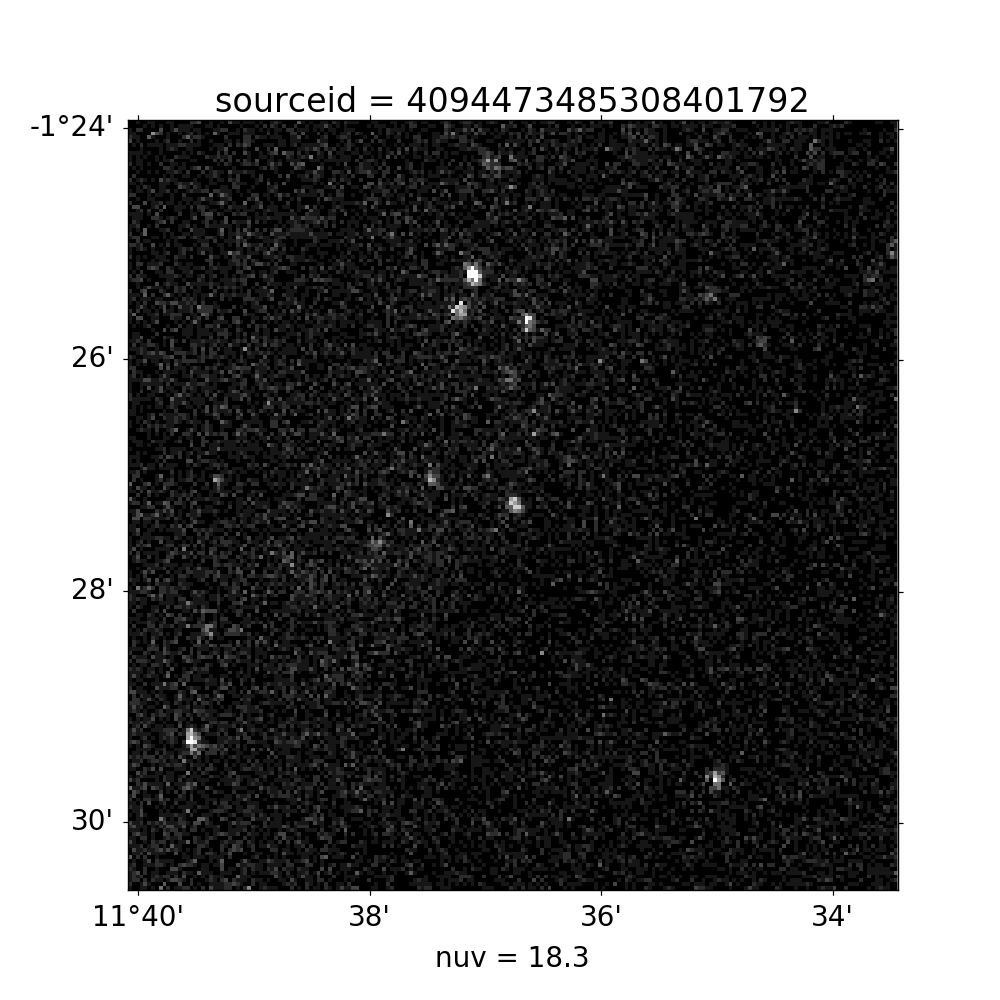 sourceid = 4094473485308401792
-1°24'
26'
28'
30'
11°40' 38' 36' 34'
nuv = 18.3